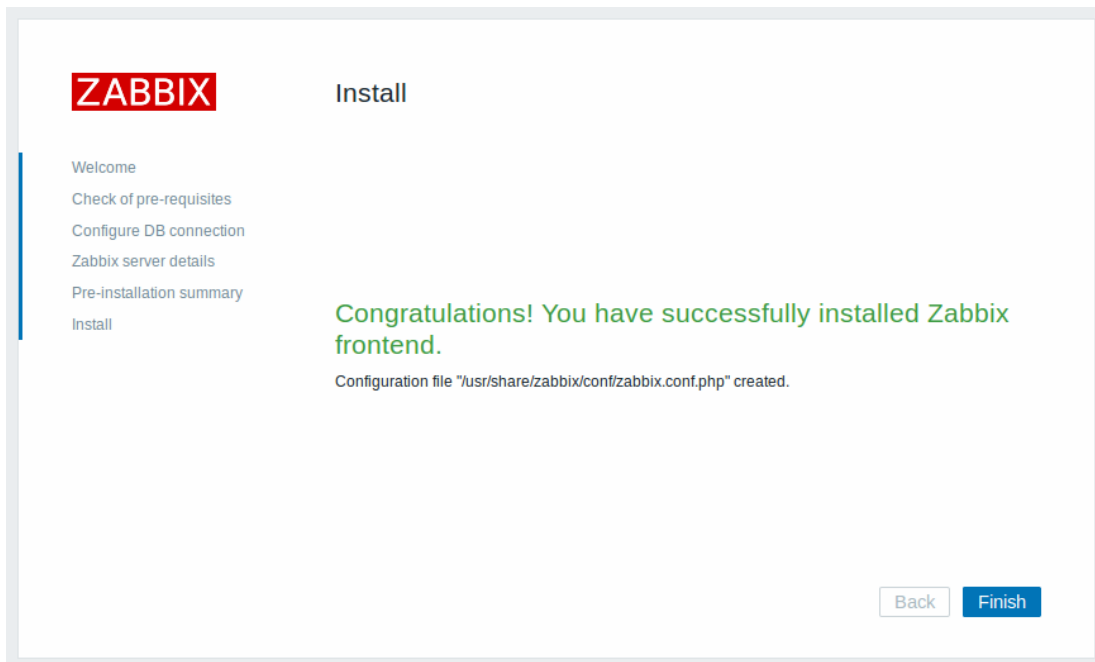 ZABBIX
Install
Welcome
Check of pre-requisites
Configure DB connection
Zabbix server details
Pre-installation summary
Install
Congratulations! You have successfully installed Zabbix
frontend.
Configuration file "/usr/share/zabbix/conf/zabbix.conf.php" created.
Back
Finish